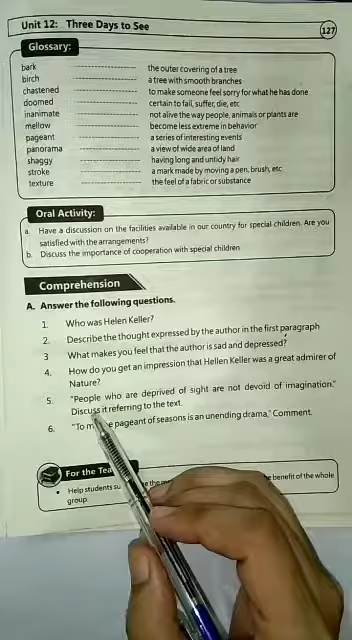 Unit 12: Three Days to See
127
Glossary:
bark ---------------- the outer covering of a tree
birch ---------------- a tree with smooth branches
chastened ---------------- to make someone feel sorry for what he has done
doomed ---------------- certain to fail, suffer, die, etc
inanimate ---------------- not alive the way people, animals or plants are
mellow ---------------- become less extreme in behavior
pageant ---------------- a series of interesting events
panorama ---------------- a view of wide area of land
shaggy ---------------- having long and untidy hair
stroke ---------------- a mark made by moving a pen, brush, etc
texture ---------------- the feel of a fabric or substance
Oral Activity:
a. Have a discussion on the facilities available in our country for special children. Are you
satisfied with the arrangements?
b. Discuss the importance of cooperation with special children
Comprehension
A. Answer the following questions.
1. Who was Helen Keller?
2. Describe the thought expressed by the author in the first paragraph
3 What makes you feel that the author is sad and depressed?
4. How do you get an impression that Hellen Keller was a great admirer of
Nature?
5. "People who are deprived of sight are not devoid of imagination."
Discuss it referring to the text.
6. "To me the pageant of seasons is an unending drama," Comment.
For the Tea
• Help students su the benefit of the whole
group.